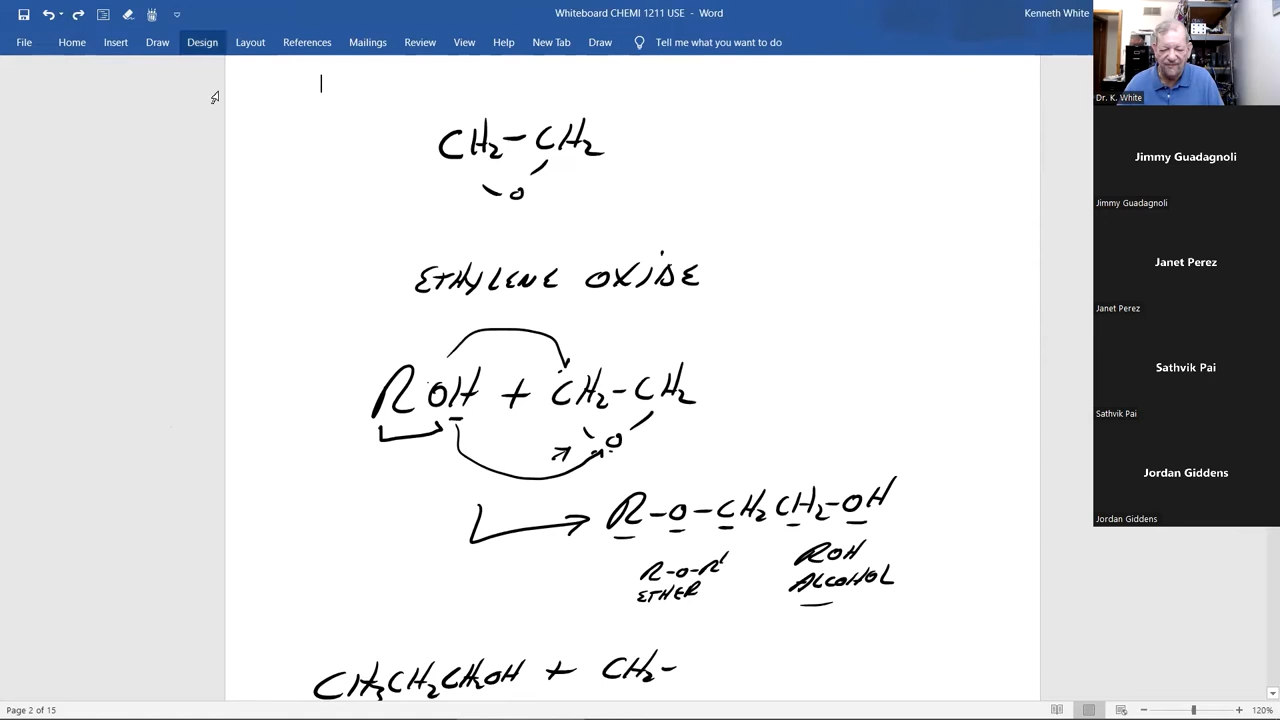 Whiteboard CHEMI 1211 USE - Word
Kenneth White
File Home Insert Draw Design Layout References Mailings Review View Help New Tab Draw Tell me what you want to do
Dr. K. White
Jimmy Guadagnoli
Jimmy Guadagnoli
Janet Perez
Janet Perez
Sathvik Pai
Sathvik Pai
Jordan Giddens
Jordan Giddens
CH2-CH2
O
ETHYLENE OXIDE
ROH + CH2-CH2
O
R-O-CH2CH2-OH
R-O-R'
ETHER
ROH
ALCOHOL
CH3CH2CH2OH + CH2-
Page 2 of 15
120%